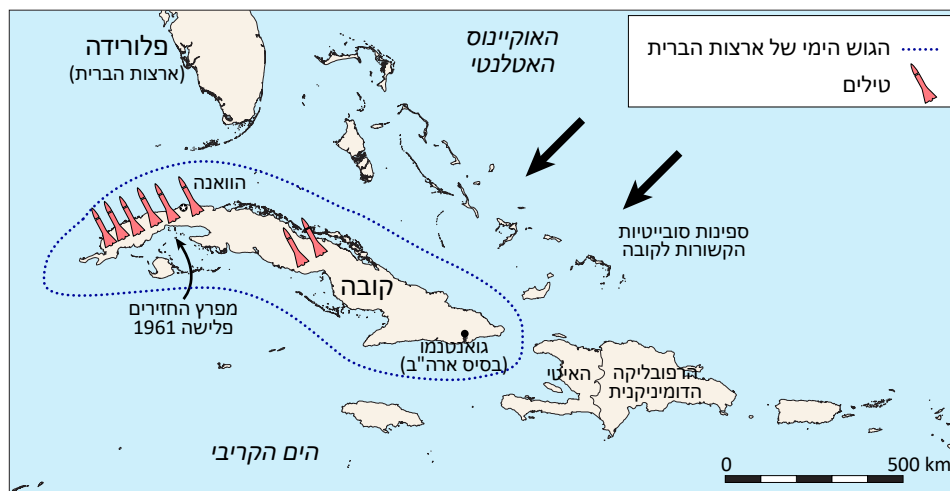 האוקיינוס
האטלנטי
הגוש הימי של ארצות הברית
טילים
פלורידה
(ארצות הברית)
הוואנה
ספינות סובייטיות
הקשורות לקובה
קובה
מפרץ החזירים
פלישה 1961
גואנטנמו
(בסיס ארה"ב)
האיטי
הרפובליקה
הדומיניקנית
הים הקריבי
0
500 km